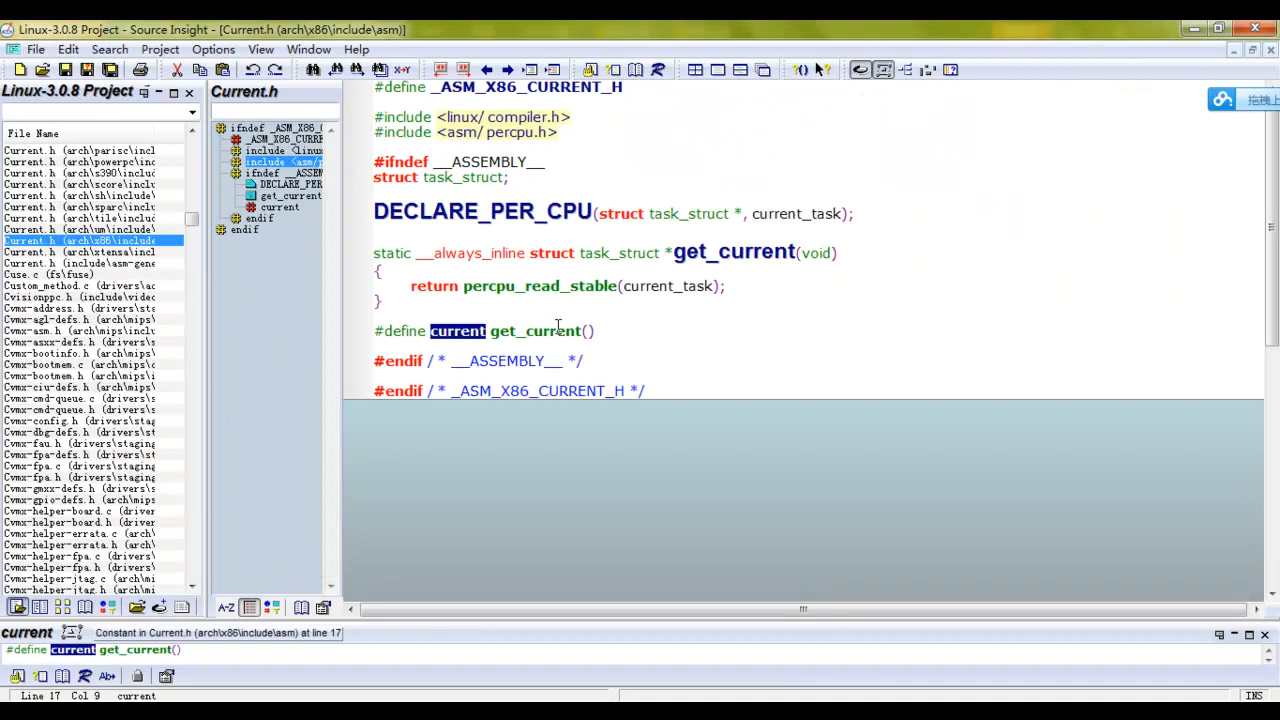 Linux-3.0.8 Project - Source Insight - [Current.h (arch\x86\include\asm)]
File Edit Search Project Options View Window Help
Linux-3.0.8 Project
Current.h
File Name
Current.h (arch\parisc\incl
Current.h (arch\powerpc\inc
Current.h (arch\s390\includ
Current.h (arch\score\inclu
Current.h (arch\sh\include\
Current.h (arch\sparc\inclu
Current.h (arch\tile\includ
Current.h (arch\um\include\
Current.h (arch\x86\include
Current.h (arch\xtensa\incl
Current.h (include\asm-gene
Cuse.c (fs\fuse)
Custom_method.c (drivers\ac
Cvisionppc.h (include\video
Cvmx-address.h (drivers\sta
Cvmx-agl-defs.h (arch\mips\
Cvmx-asm.h (arch\mips\inclu
Cvmx-bootinfo.h (arch\mips\
Cvmx-bootmem.c (arch\mips\c
Cvmx-bootmem.h (arch\mips\i
Cvmx-ciu-defs.h (arch\mips\
Cvmx-cmd-queue.c (drivers\s
Cvmx-cmd-queue.h (drivers\s
Cvmx-config.h (drivers\stag
Cvmx-dbg-defs.h (drivers\st
Cvmx-fau.h (drivers\staging
Cvmx-fpa-defs.h (drivers\st
Cvmx-fpa.c (drivers\staging
Cvmx-fpa.h (drivers\staging
Cvmx-gmxx-defs.h (drivers\s
Cvmx-gpio-defs.h (arch\mips
Cvmx-helper-board.c (driver
Cvmx-helper-board.h (driver
Cvmx-helper-errata.c (arch\
Cvmx-helper-errata.h (arch\
Cvmx-helper-fpa.c (drivers\
Cvmx-helper-fpa.h (drivers\
Cvmx-helper-jtag.c (arch\mi
Cvmx-helper-jtag.h (arch\mi
ifndef _ASM_X86_C
_ASM_X86_CURRE
include <linux
include <asm/p
ifndef __ASSEM
DECLARE_PER
get_current
current
endif
endif
#define _ASM_X86_CURRENT_H
#include <linux/ compiler.h>
#include <asm/ percpu.h>
#ifndef __ASSEMBLY__
struct task_struct;
DECLARE_PER_CPU(struct task_struct *, current_task);
static __always_inline struct task_struct *get_current(void)
{
return percpu_read_stable(current_task);
}
#define current get_current()
#endif / * __ASSEMBLY__ */
#endif / * _ASM_X86_CURRENT_H */
拖拽上
A-Z
current Constant in Current.h (arch\x86\include\asm) at line 17
#define current get_current()
Line 17 Col 9 current
INS